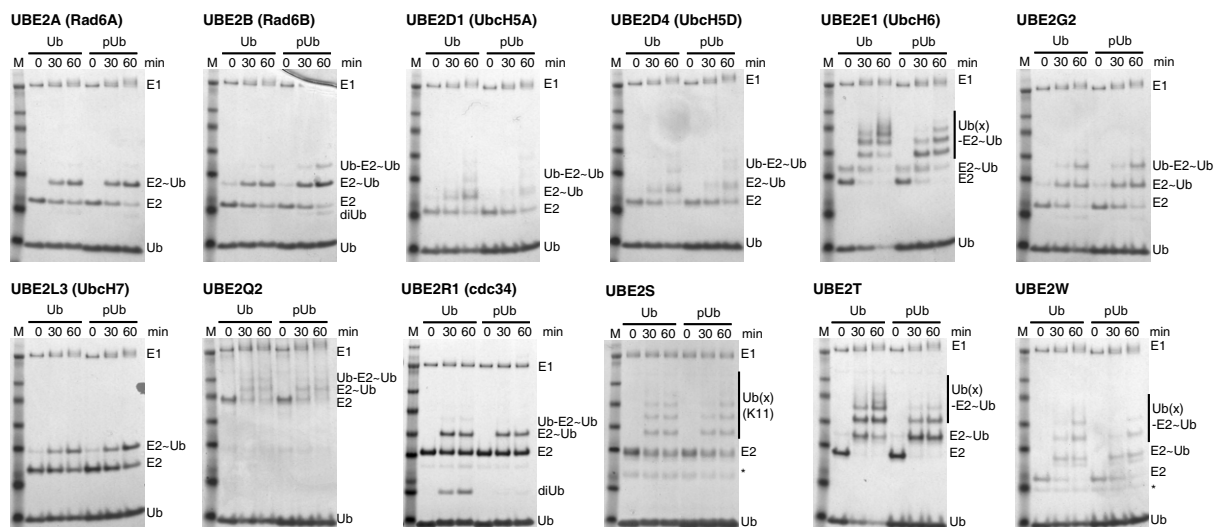 UBE2A (Rad6A)
Ub pUb
M 0 30 60 0 30 60 min
E1
E2~Ub
E2
Ub
UBE2B (Rad6B)
Ub pUb
M 0 30 60 0 30 60 min
E1
Ub-E2~Ub
E2~Ub
E2
diUb
Ub
UBE2D1 (UbcH5A)
Ub pUb
M 0 30 60 0 30 60 min
E1
Ub-E2~Ub
E2~Ub
E2
Ub
UBE2D4 (UbcH5D)
Ub pUb
M 0 30 60 0 30 60 min
E1
Ub-E2~Ub
E2~Ub
E2
Ub
UBE2E1 (UbcH6)
Ub pUb
M 0 30 60 0 30 60 min
E1
Ub(x)
-E2~Ub
E2~Ub
E2
Ub
UBE2G2
Ub pUb
M 0 30 60 0 30 60 min
E1
Ub-E2~Ub
E2~Ub
E2
Ub
UBE2L3 (UbcH7)
Ub pUb
M 0 30 60 0 30 60 min
E1
E2~Ub
E2
Ub
UBE2Q2
Ub pUb
M 0 30 60 0 30 60 min
E1
Ub-E2~Ub
E2~Ub
E2
Ub
UBE2R1 (cdc34)
Ub pUb
M 0 30 60 0 30 60 min
E1
Ub-E2~Ub
E2~Ub
E2
diUb
Ub
UBE2S
Ub pUb
M 0 30 60 0 30 60 min
E1
Ub(x)
(K11)
E2
*
Ub
UBE2T
Ub pUb
M 0 30 60 0 30 60 min
E1
Ub(x)
-E2~Ub
E2~Ub
E2
Ub
UBE2W
Ub pUb
M 0 30 60 0 30 60 min
E1
Ub(x)
-E2~Ub
E2~Ub
E2
*
Ub